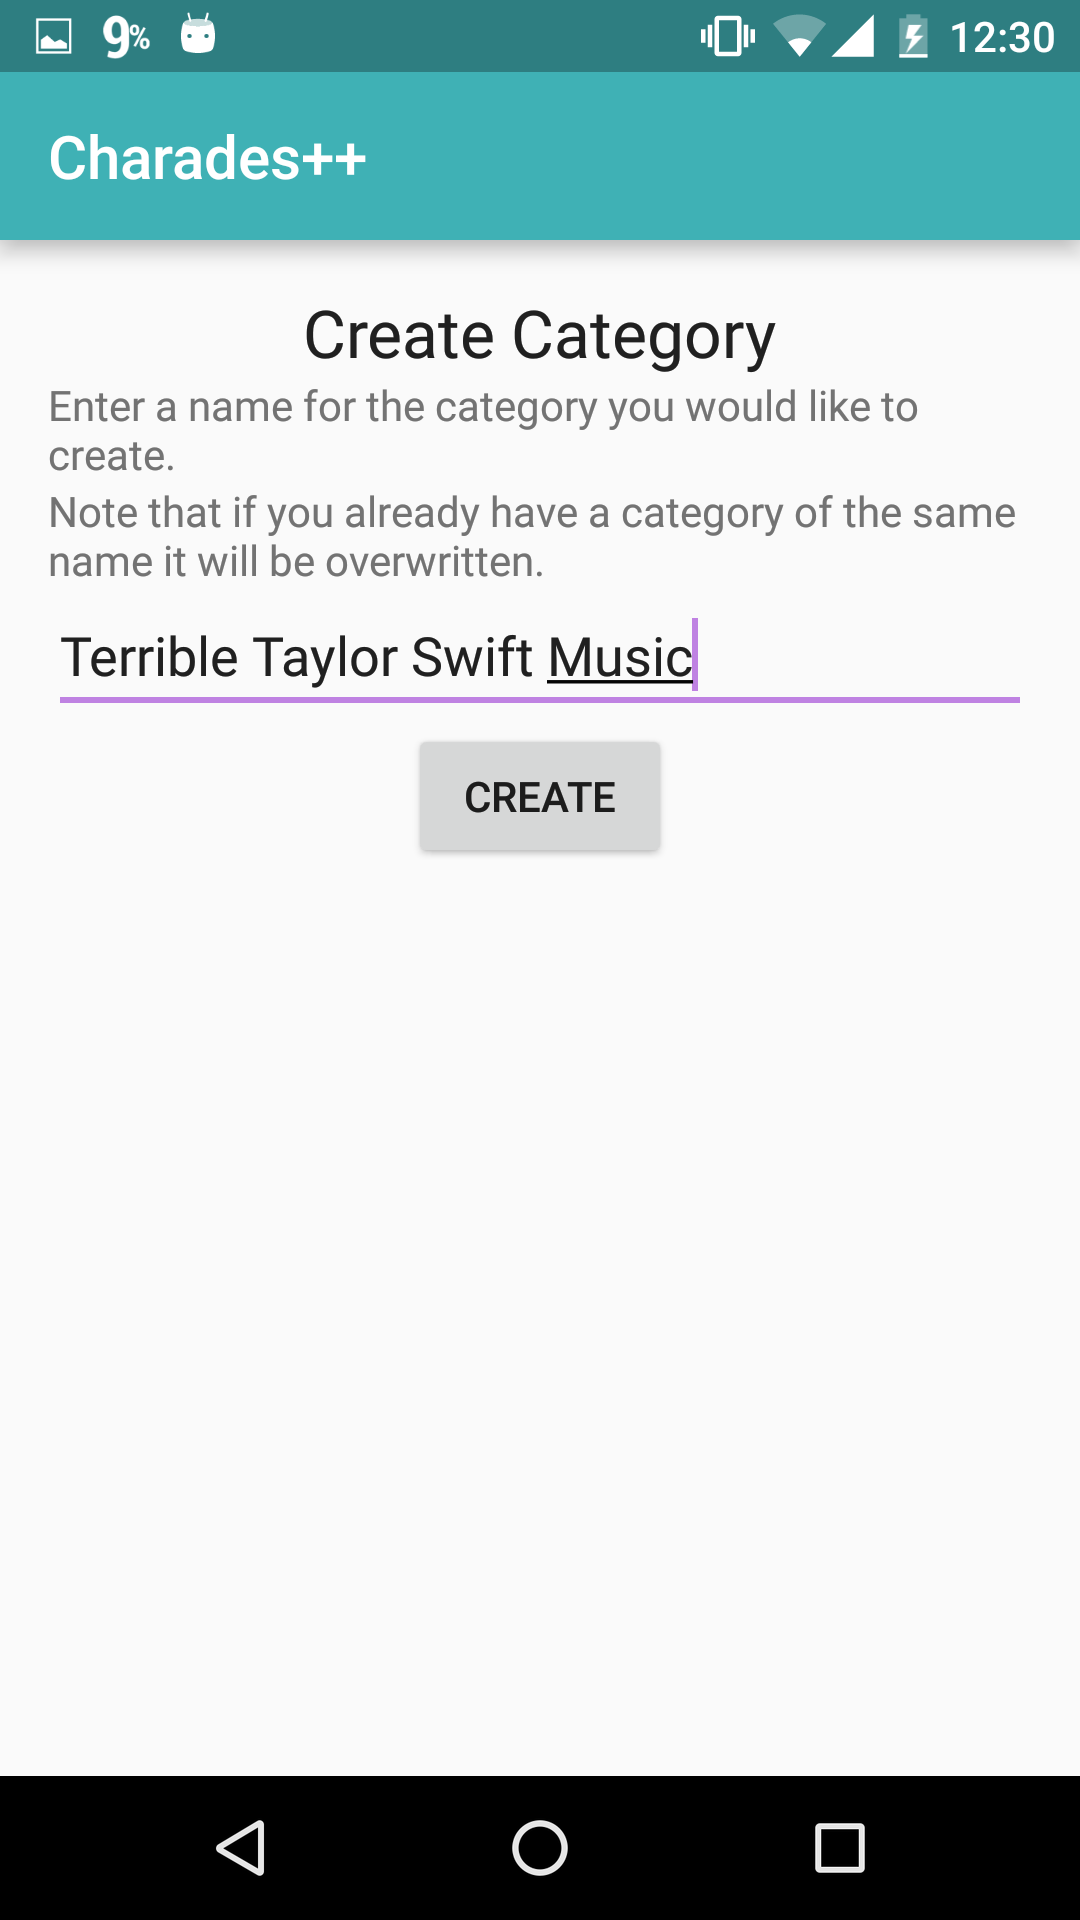 9% 12:30
Charades++
Create Category
Enter a name for the category you would like to
create.
Note that if you already have a category of the same
name it will be overwritten.
Terrible Taylor Swift Music
CREATE